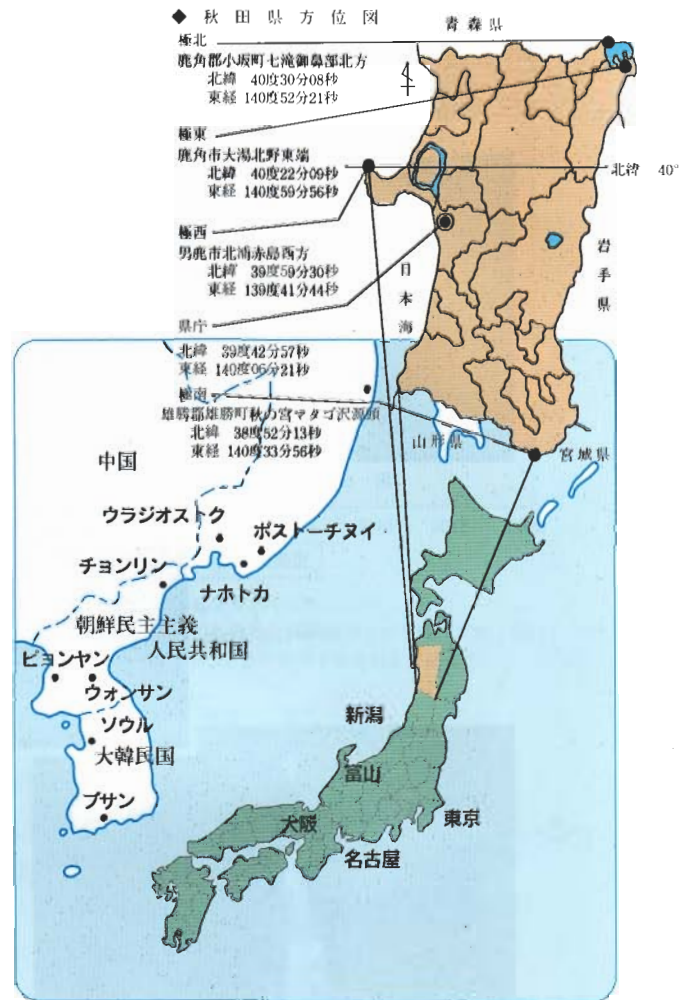 ◆ 秋田県方位図
青森県
極北
鹿角郡小坂町七滝御鼻部北方
北緯 40度30分08秒
東経 140度52分21秒
極東
鹿角市大湯北野東端
北緯 40度22分09秒
東経 140度59分56秒
北緯 40°
極西
男鹿市北浦赤島西方
北緯 39度59分30秒
東経 139度41分44秒
日本海
岩手県
県庁
北緯 39度42分57秒
東経 140度06分21秒
極南
雄勝郡雄勝町秋の宮マタゴ沢源頭
北緯 38度52分13秒
東経 140度33分56秒
山形県
宮城県
中国
ウラジオストク
ボストーチヌイ
チョンリン
ナホトカ
朝鮮民主主義
人民共和国
ピョンヤン
ウォンサン
ソウル
大韓民国
プサン
新潟
富山
大阪
東京
名古屋